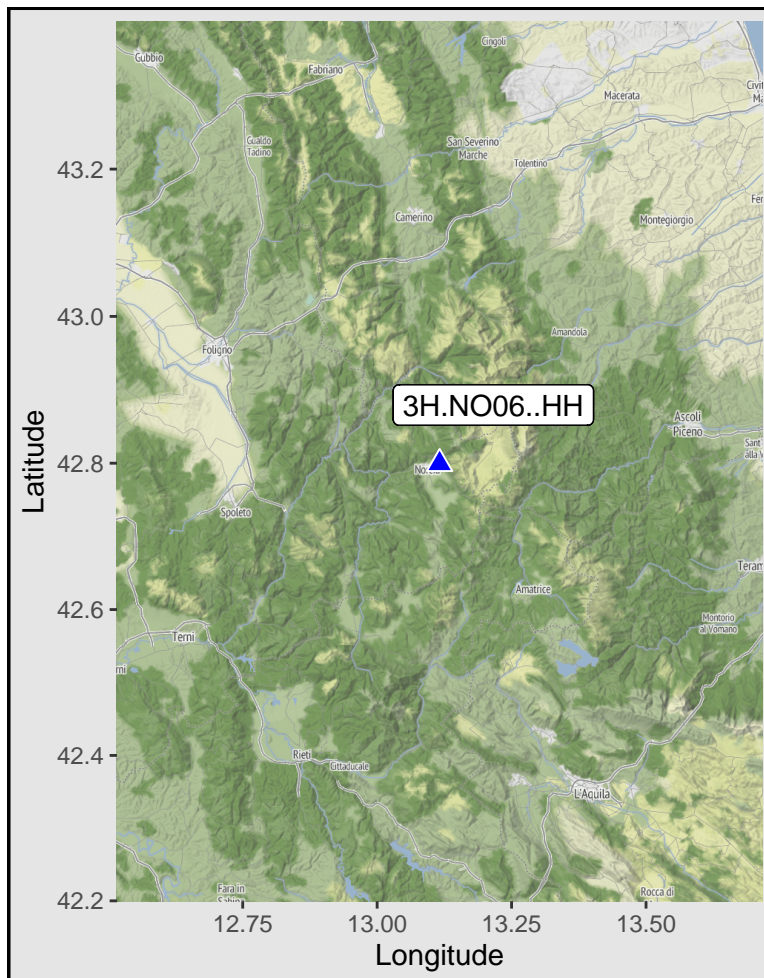 Cingoli
Gubbio
Fabriano
Macerata
Gualdo
Tadino
San Severino
Marche
43.2
Tolentino
Camerino
Montegiorgio
43.0
Amandola
Foligno
3H.NO06..HH
Ascoli
Piceno
Latitude
42.8
Spoleto
Amatrice
42.6
Montorio
al Vomano
Terni
42.4
Rieti
Cittaducale
L'Aquila
Fara in
Rocca di
42.2
12.75
13.00
13.25
13.50
Longitude